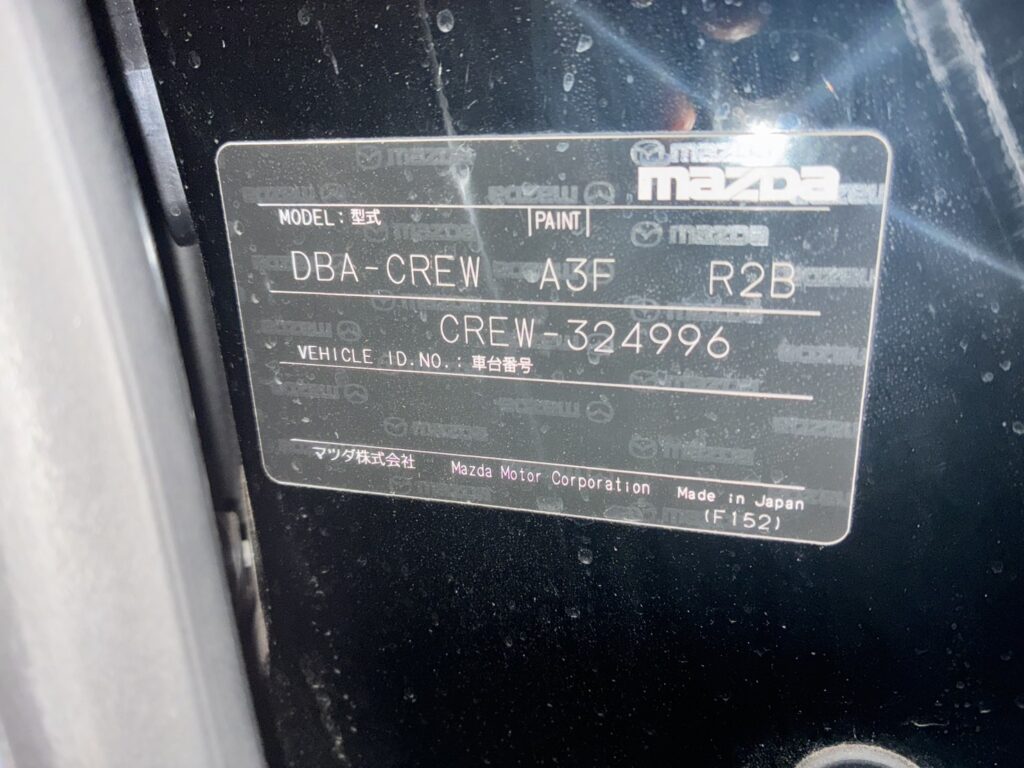 mazda
MODEL: 型式 PAINT
DBA-CREW A3F R2B
CREW-324996
VEHICLE ID.NO.: 車台番号
マツダ株式会社 Mazda Motor Corporation Made in Japan
(F152)